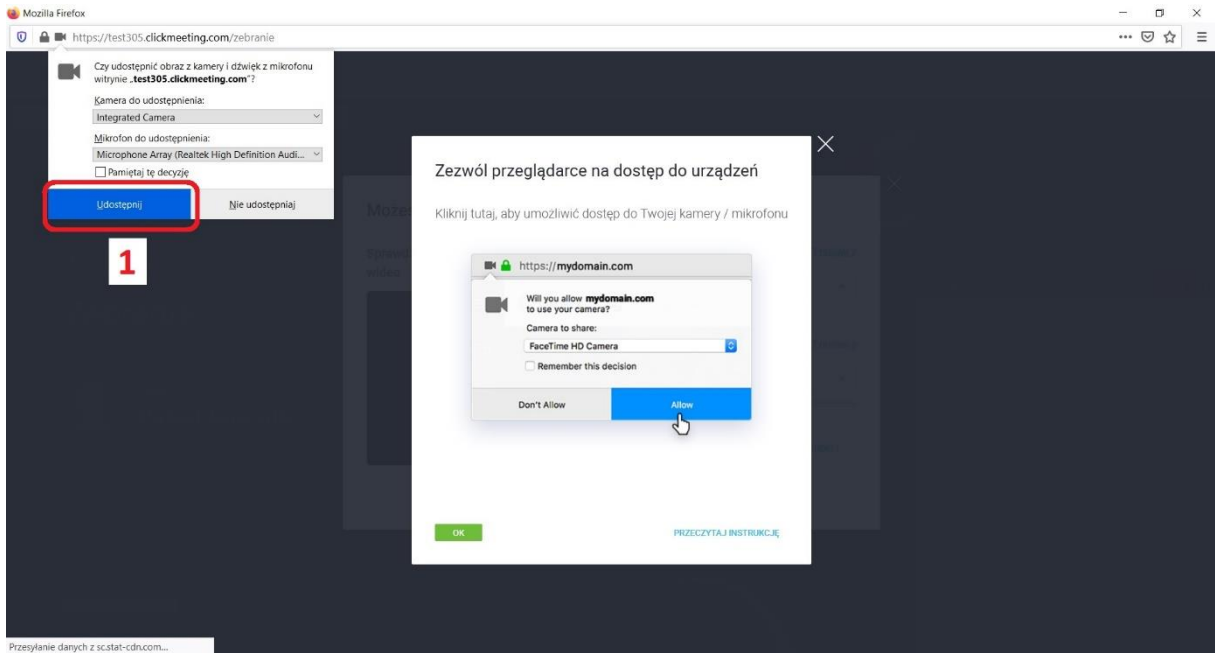 Mozilla Firefox
https://test305.clickmeeting.com/zebranie
Czy udostępnić obraz z kamery i dźwięk z mikrofonu
witrynie „test305.clickmeeting.com”?
Kamera do udostępnienia:
Integrated Camera
Mikrofon do udostępnienia:
Microphone Array (Realtek High Definition Audi...
Pamiętaj tę decyzję
Udostępnij
Nie udostępniaj
1
Zezwól przeglądarce na dostęp do urządzeń
Kliknij tutaj, aby umożliwić dostęp do Twojej kamery / mikrofonu
https://mydomain.com
Will you allow mydomain.com
to use your camera?
Camera to share:
FaceTime HD Camera
Remember this decision
Don't Allow
Allow
OK
PRZECZYTAJ INSTRUKCJĘ
Przesyłanie danych z sc.stat-cdn.com...